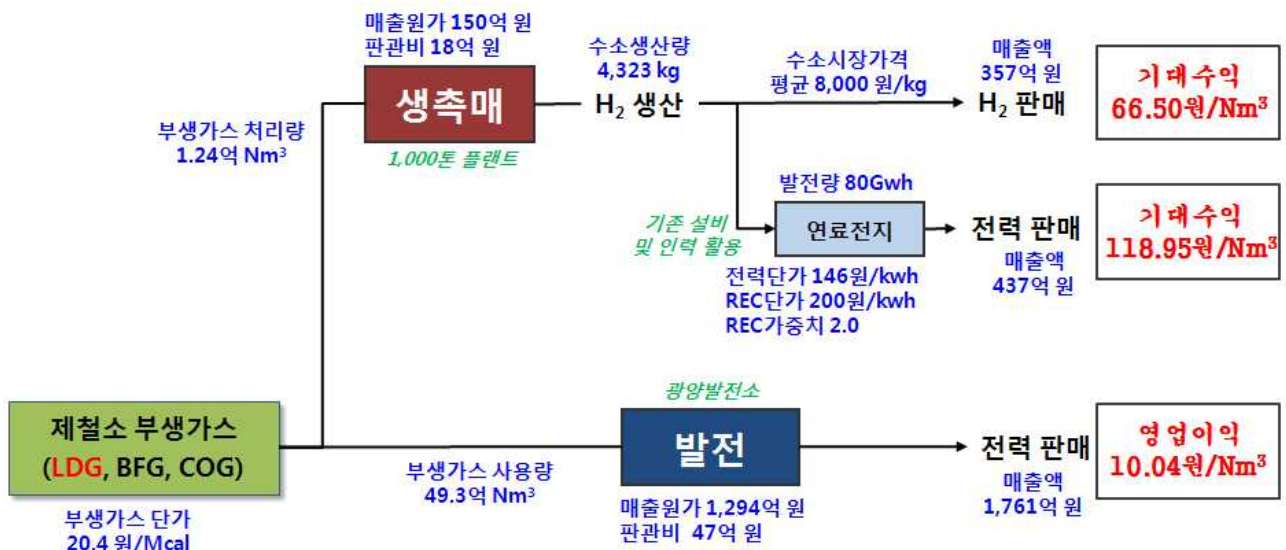 매출원가 150억 원
판관비 18억 원
생촉매
1,000톤 플랜트
부생가스 처리량
1.24억 Nm³
수소생산량
4,323 kg
H₂ 생산
수소시장가격
평균 8,000 원/kg
매출액
357억 원
H₂ 판매
기대수익
66.50원/Nm³
발전량 80Gwh
기존 설비
및 인력 활용
연료전지
전력단가 146원/kwh
REC단가 200원/kwh
REC가중치 2.0
전력 판매
매출액
437억 원
기대수익
118.95원/Nm³
제철소 부생가스
(LDG, BFG, COG)
부생가스 단가
20.4 원/Mcal
부생가스 사용량
49.3억 Nm³
광양발전소
발전
매출원가 1,294억 원
판관비 47억 원
전력 판매
매출액
1,761억 원
영업이익
10.04원/Nm³